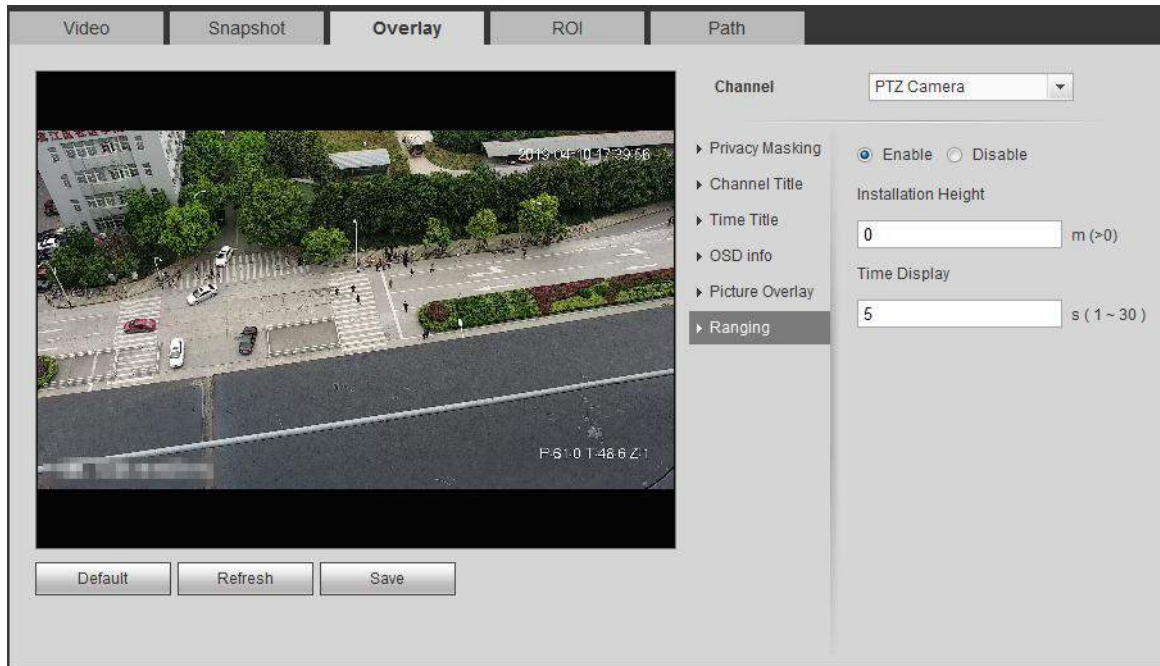 Video Snapshot Overlay ROI Path
Channel PTZ Camera
Privacy Masking
Channel Title
Time Title
OSD info
Picture Overlay
Ranging
Enable Disable
Installation Height
0 m (>0)
Time Display
5 s ( 1 ~ 30 )
2013-04-10 17:39:56
P-61.0 T-48.6 Z:1
Default Refresh Save